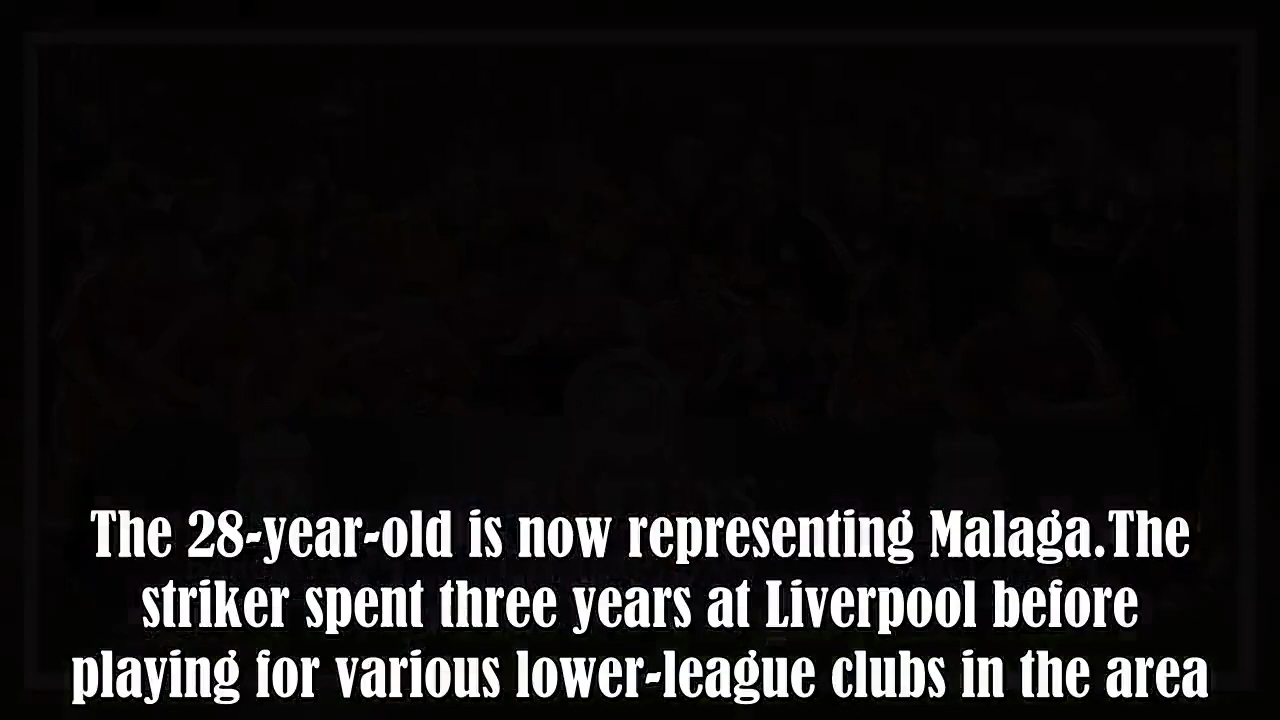 The 28-year-old is now representing Malaga.The
striker spent three years at Liverpool before
playing for various lower-league clubs in the area